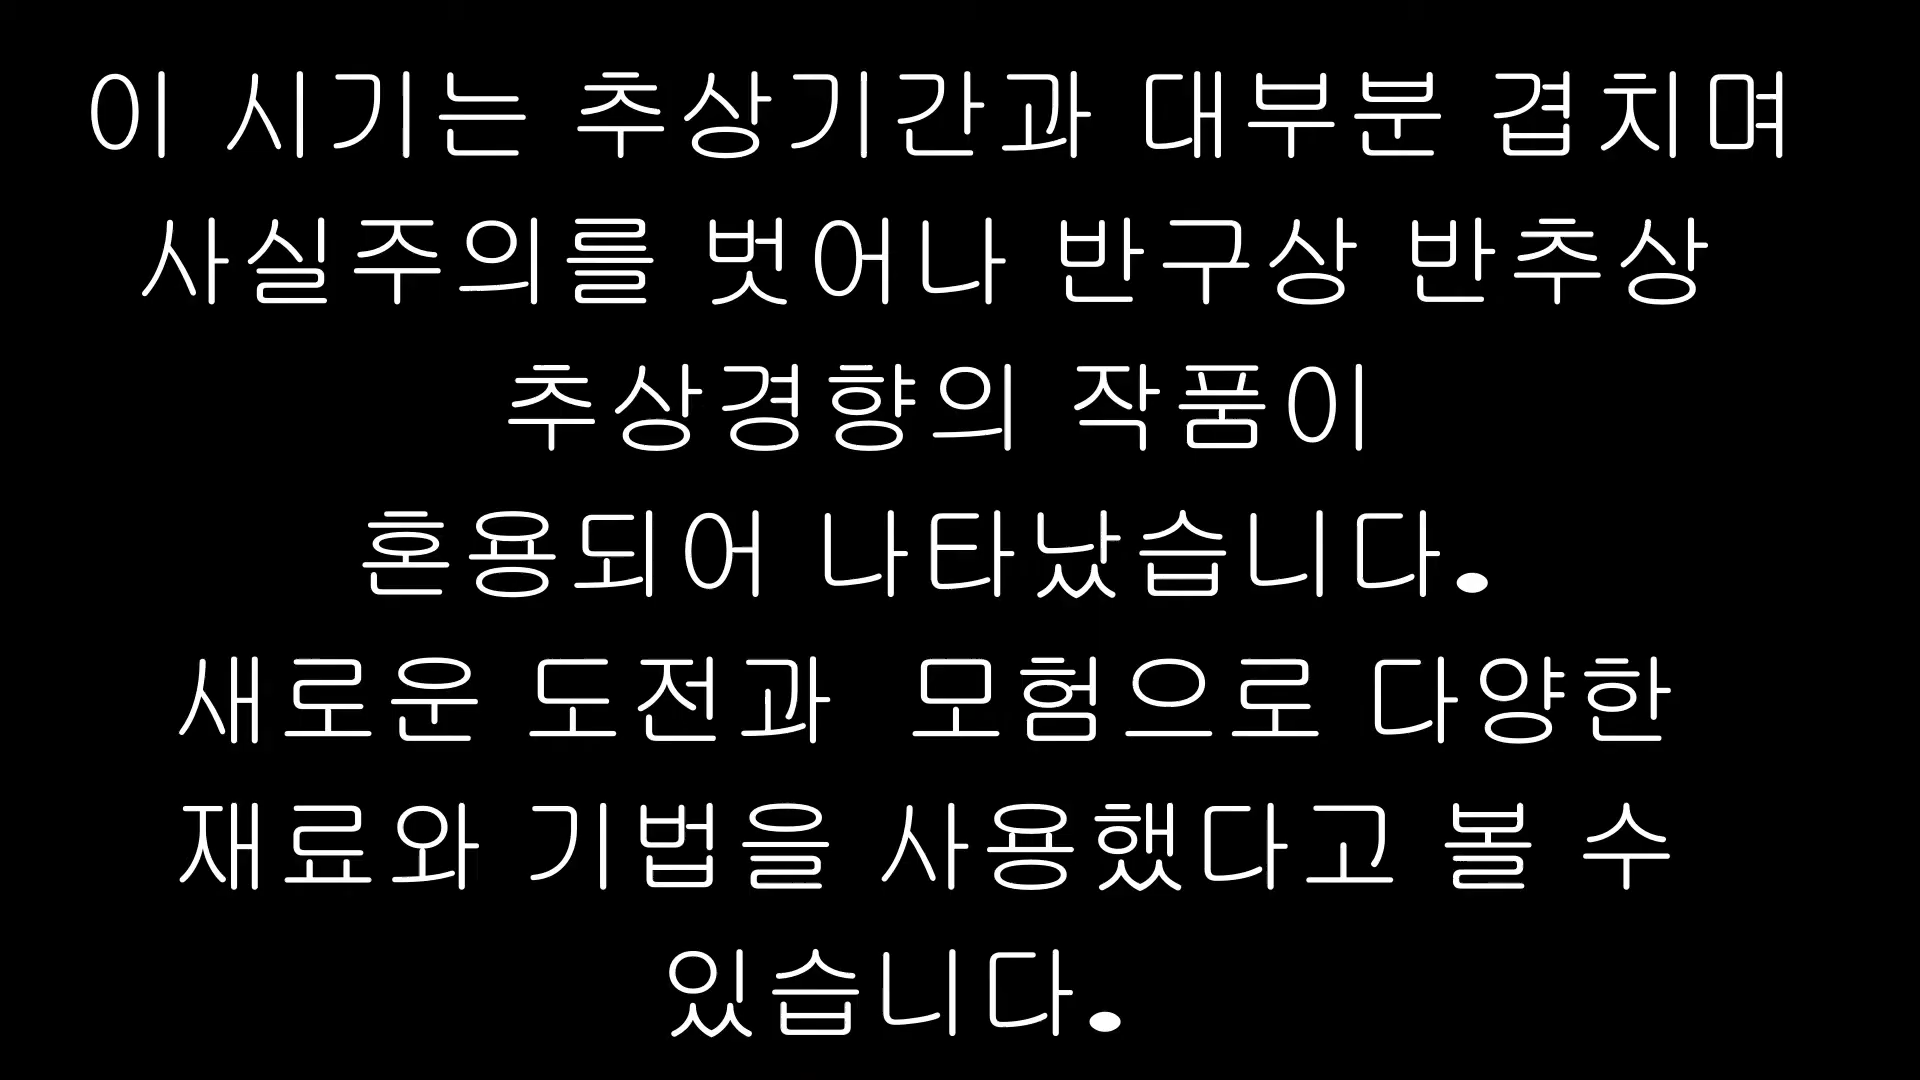 이 시기는 추상기간과 대부분 겹치며
사실주의를 벗어나 반구상 반추상
추상경향의 작품이
혼용되어 나타났습니다.
새로운 도전과 모험으로 다양한
재료와 기법을 사용했다고 볼 수
있습니다.